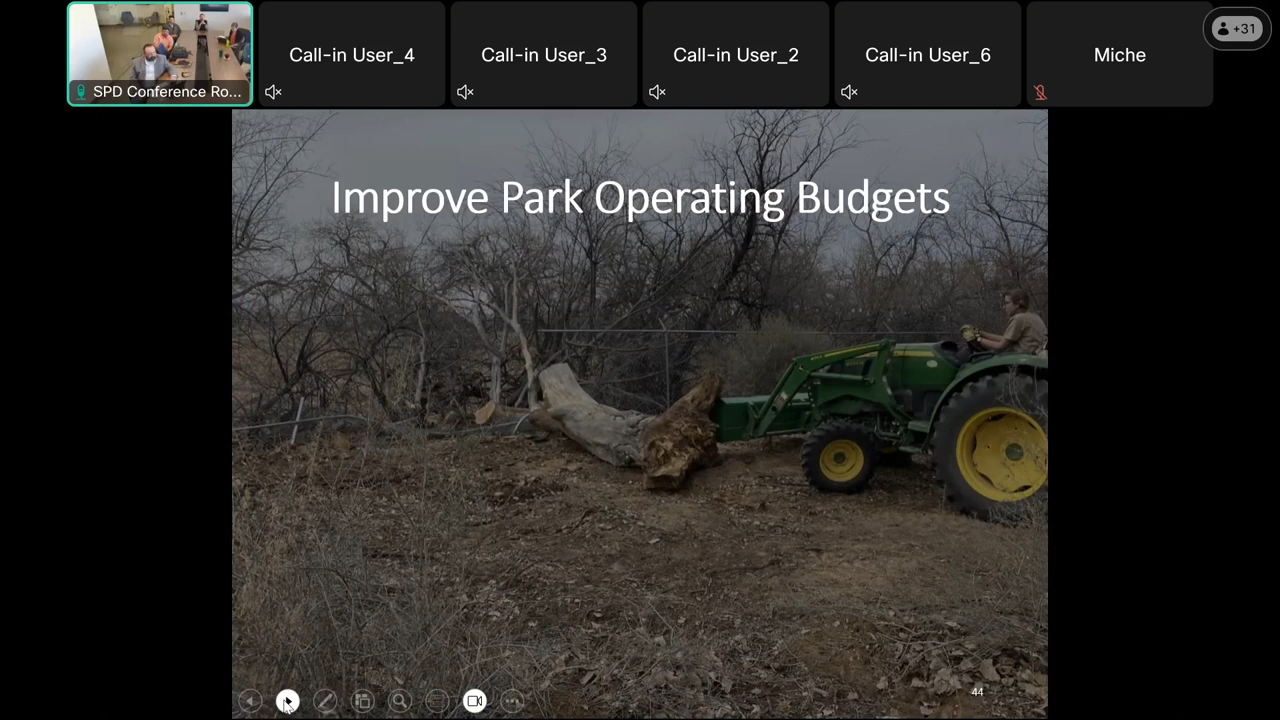 SPD Conference Ro...
Call-in User_4
Call-in User_3
Call-in User_2
Call-in User_6
Miche
+31
Improve Park Operating Budgets
44